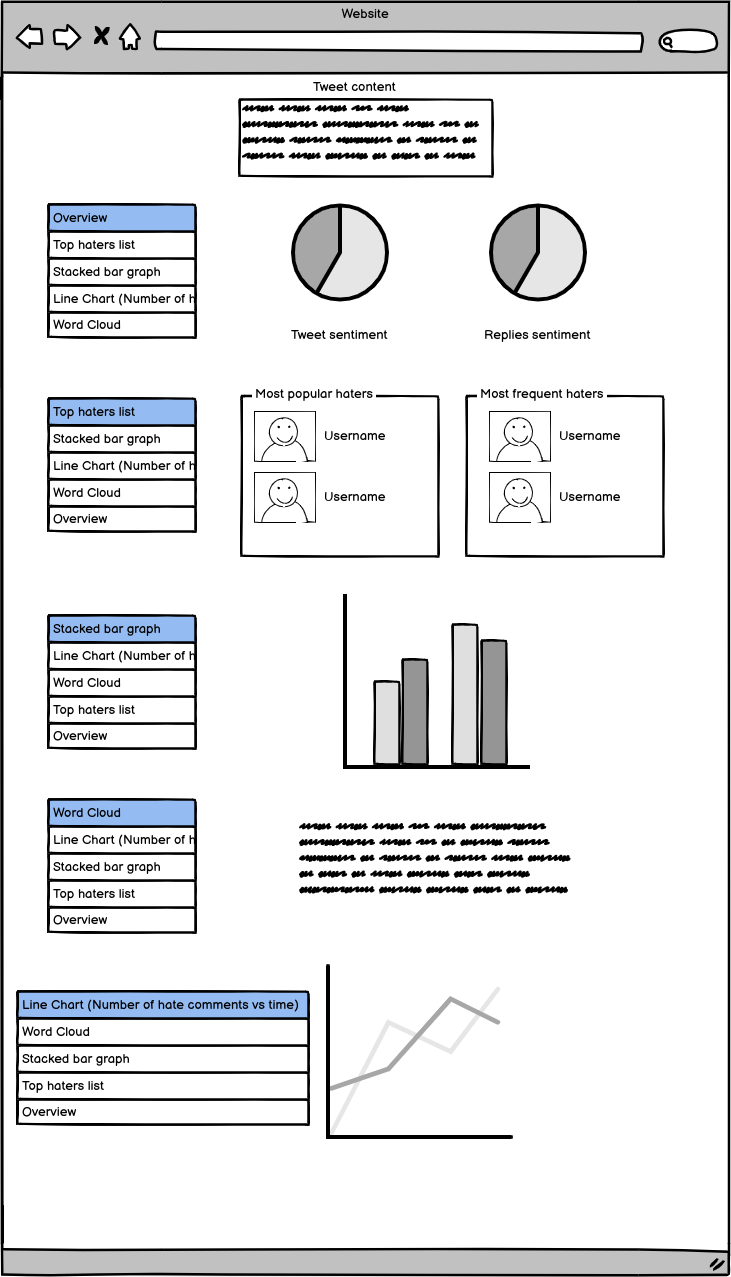 Website
Tweet content
Overview
Top haters list
Stacked bar graph
Line Chart (Number of h
Word Cloud
Tweet sentiment
Replies sentiment
Top haters list
Stacked bar graph
Line Chart (Number of h
Word Cloud
Overview
Most popular haters
Username
Username
Most frequent haters
Username
Username
Stacked bar graph
Line Chart (Number of h
Word Cloud
Top haters list
Overview
Word Cloud
Line Chart (Number of h
Stacked bar graph
Top haters list
Overview
Line Chart (Number of hate comments vs time)
Word Cloud
Stacked bar graph
Top haters list
Overview